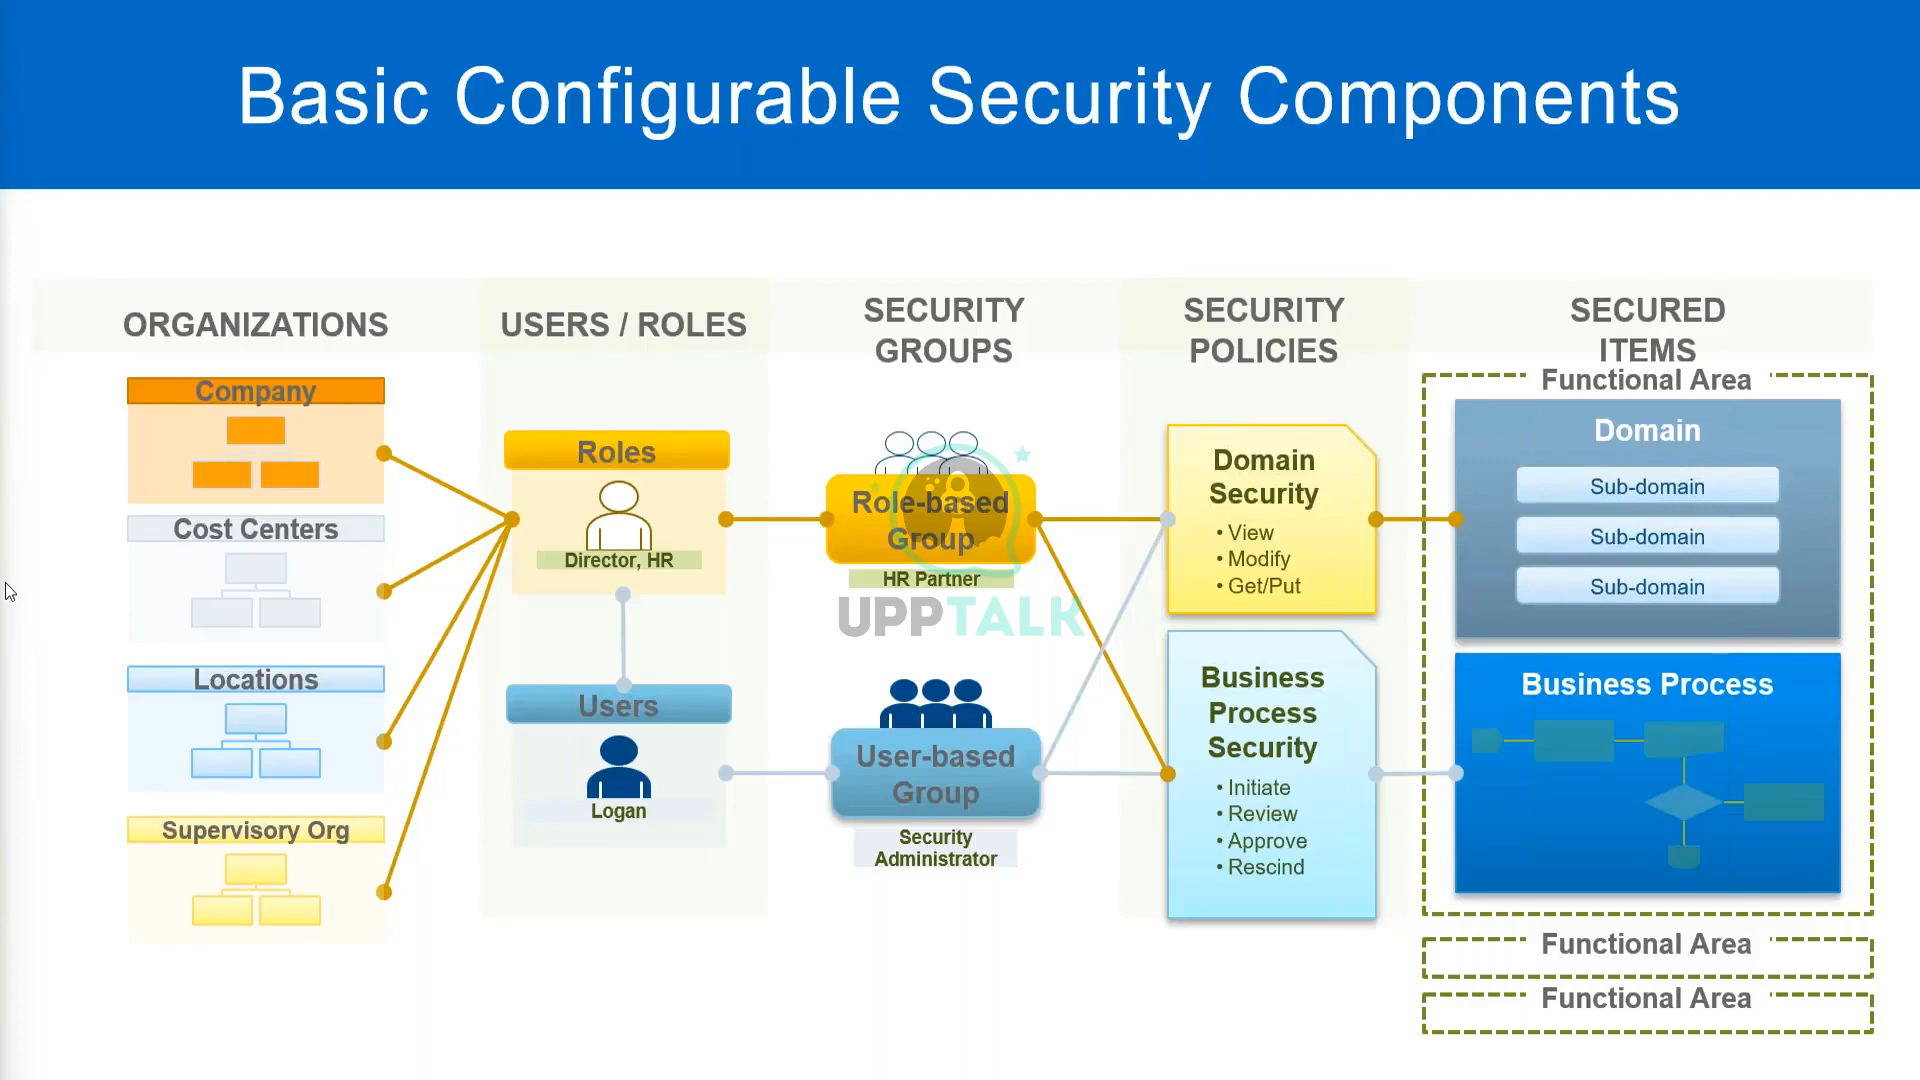 Basic Configurable Security Components
ORGANIZATIONS
USERS / ROLES
SECURITY
GROUPS
SECURITY
POLICIES
SECURED
ITEMS
Company
Cost Centers
Locations
Supervisory Org
Roles
Director, HR
Users
Logan
Role-based
Group
HR Partner
UPPTALK
User-based
Group
Security
Administrator
Domain
Security
• View
• Modify
• Get/Put
Business
Process
Security
• Initiate
• Review
• Approve
• Rescind
Functional Area
Domain
Sub-domain
Sub-domain
Sub-domain
Business Process
Functional Area
Functional Area